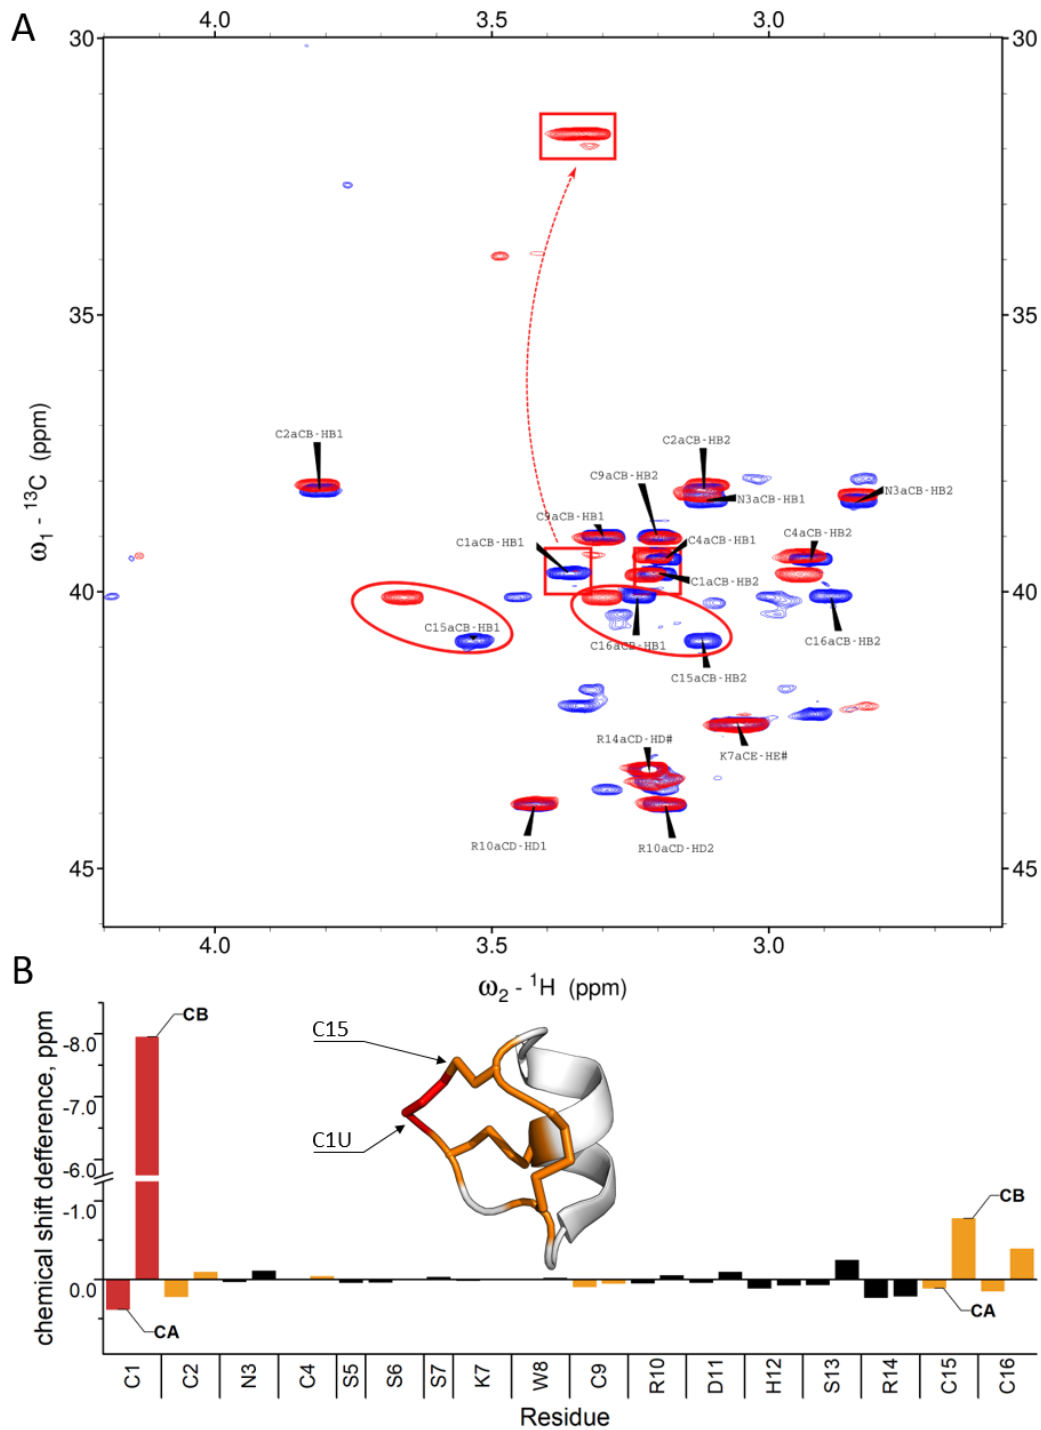 A
4.0 3.5 3.0
30 30
C2aCB-HB1
C2aCB-HB2
C9aCB-HB2
N3aCB-HB2
N3aCB-HB1
C9aCB-HB1
C4aCB-HB2
C1aCB-HB1
C4aCB-HB1
C1aCB-HB2
35 35
40 40
C15aCB-HB1
C16aCB-HB1
C16aCB-HB2
C15aCB-HB2
R14aCD-HD#
K7aCE-HE#
R10aCD-HD1
R10aCD-HD2
45 45
ω1 - 13C (ppm)
4.0 3.5 3.0
ω2 - 1H (ppm)
B
chemical shift defference, ppm
-8.0
-7.0
-6.0
-1.0
0.0
CB
CA
C15
C1U
CB
CA
C1 C2 N3 C4 S5 S6 S7 K7 W8 C9 R10 D11 H12 S13 R14 C15 C16
Residue